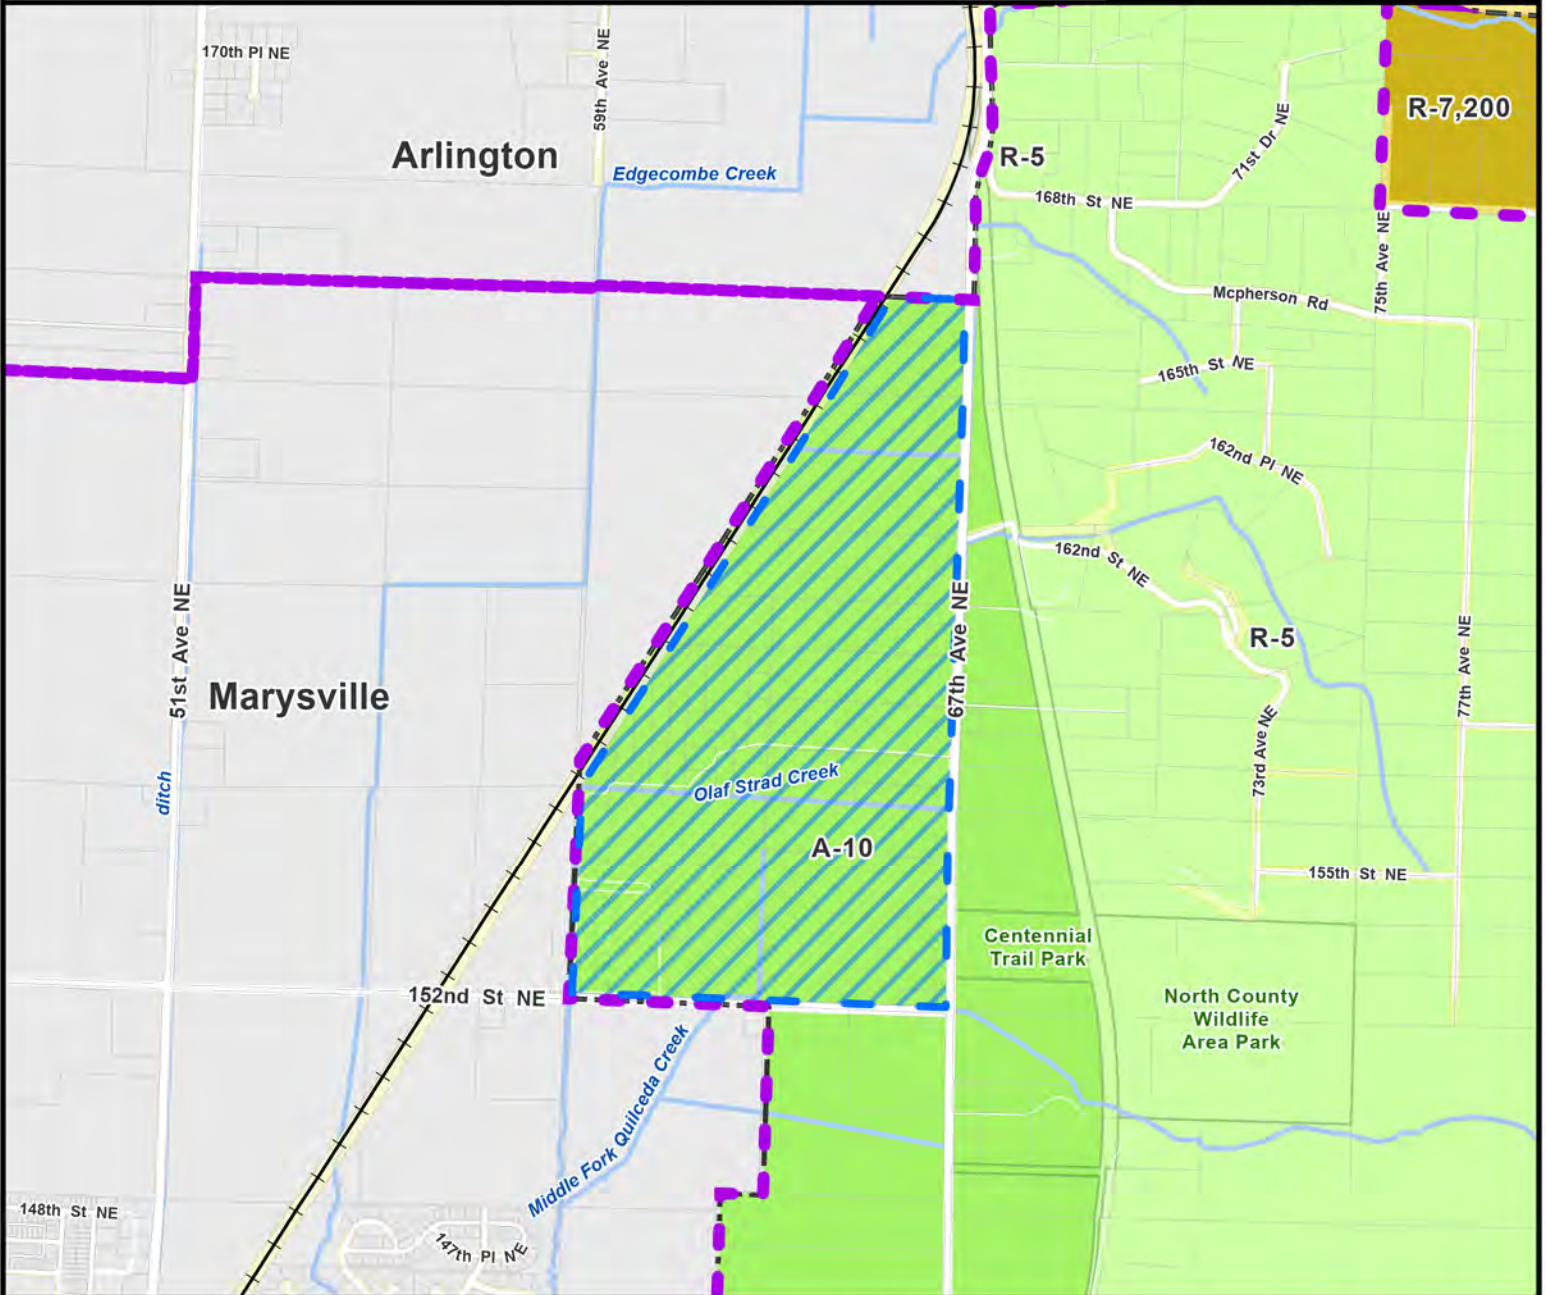 170th Pl NE
59th Ave NE
Arlington
Edgecombe Creek
R-5
168th St NE
71st Dr NE
R-7,200
75th Ave NE
Mcpherson Rd
165th St NE
162nd Pl NE
162nd St NE
51st Ave NE
Marysville
67th Ave NE
R-5
77th Ave NE
73rd Ave NE
ditch
Olaf Strad Creek
A-10
155th St NE
Centennial
Trail Park
152nd St NE
North County
Wildlife
Area Park
Middle Fork Quilceda Creek
148th St NE
147th Pl NE